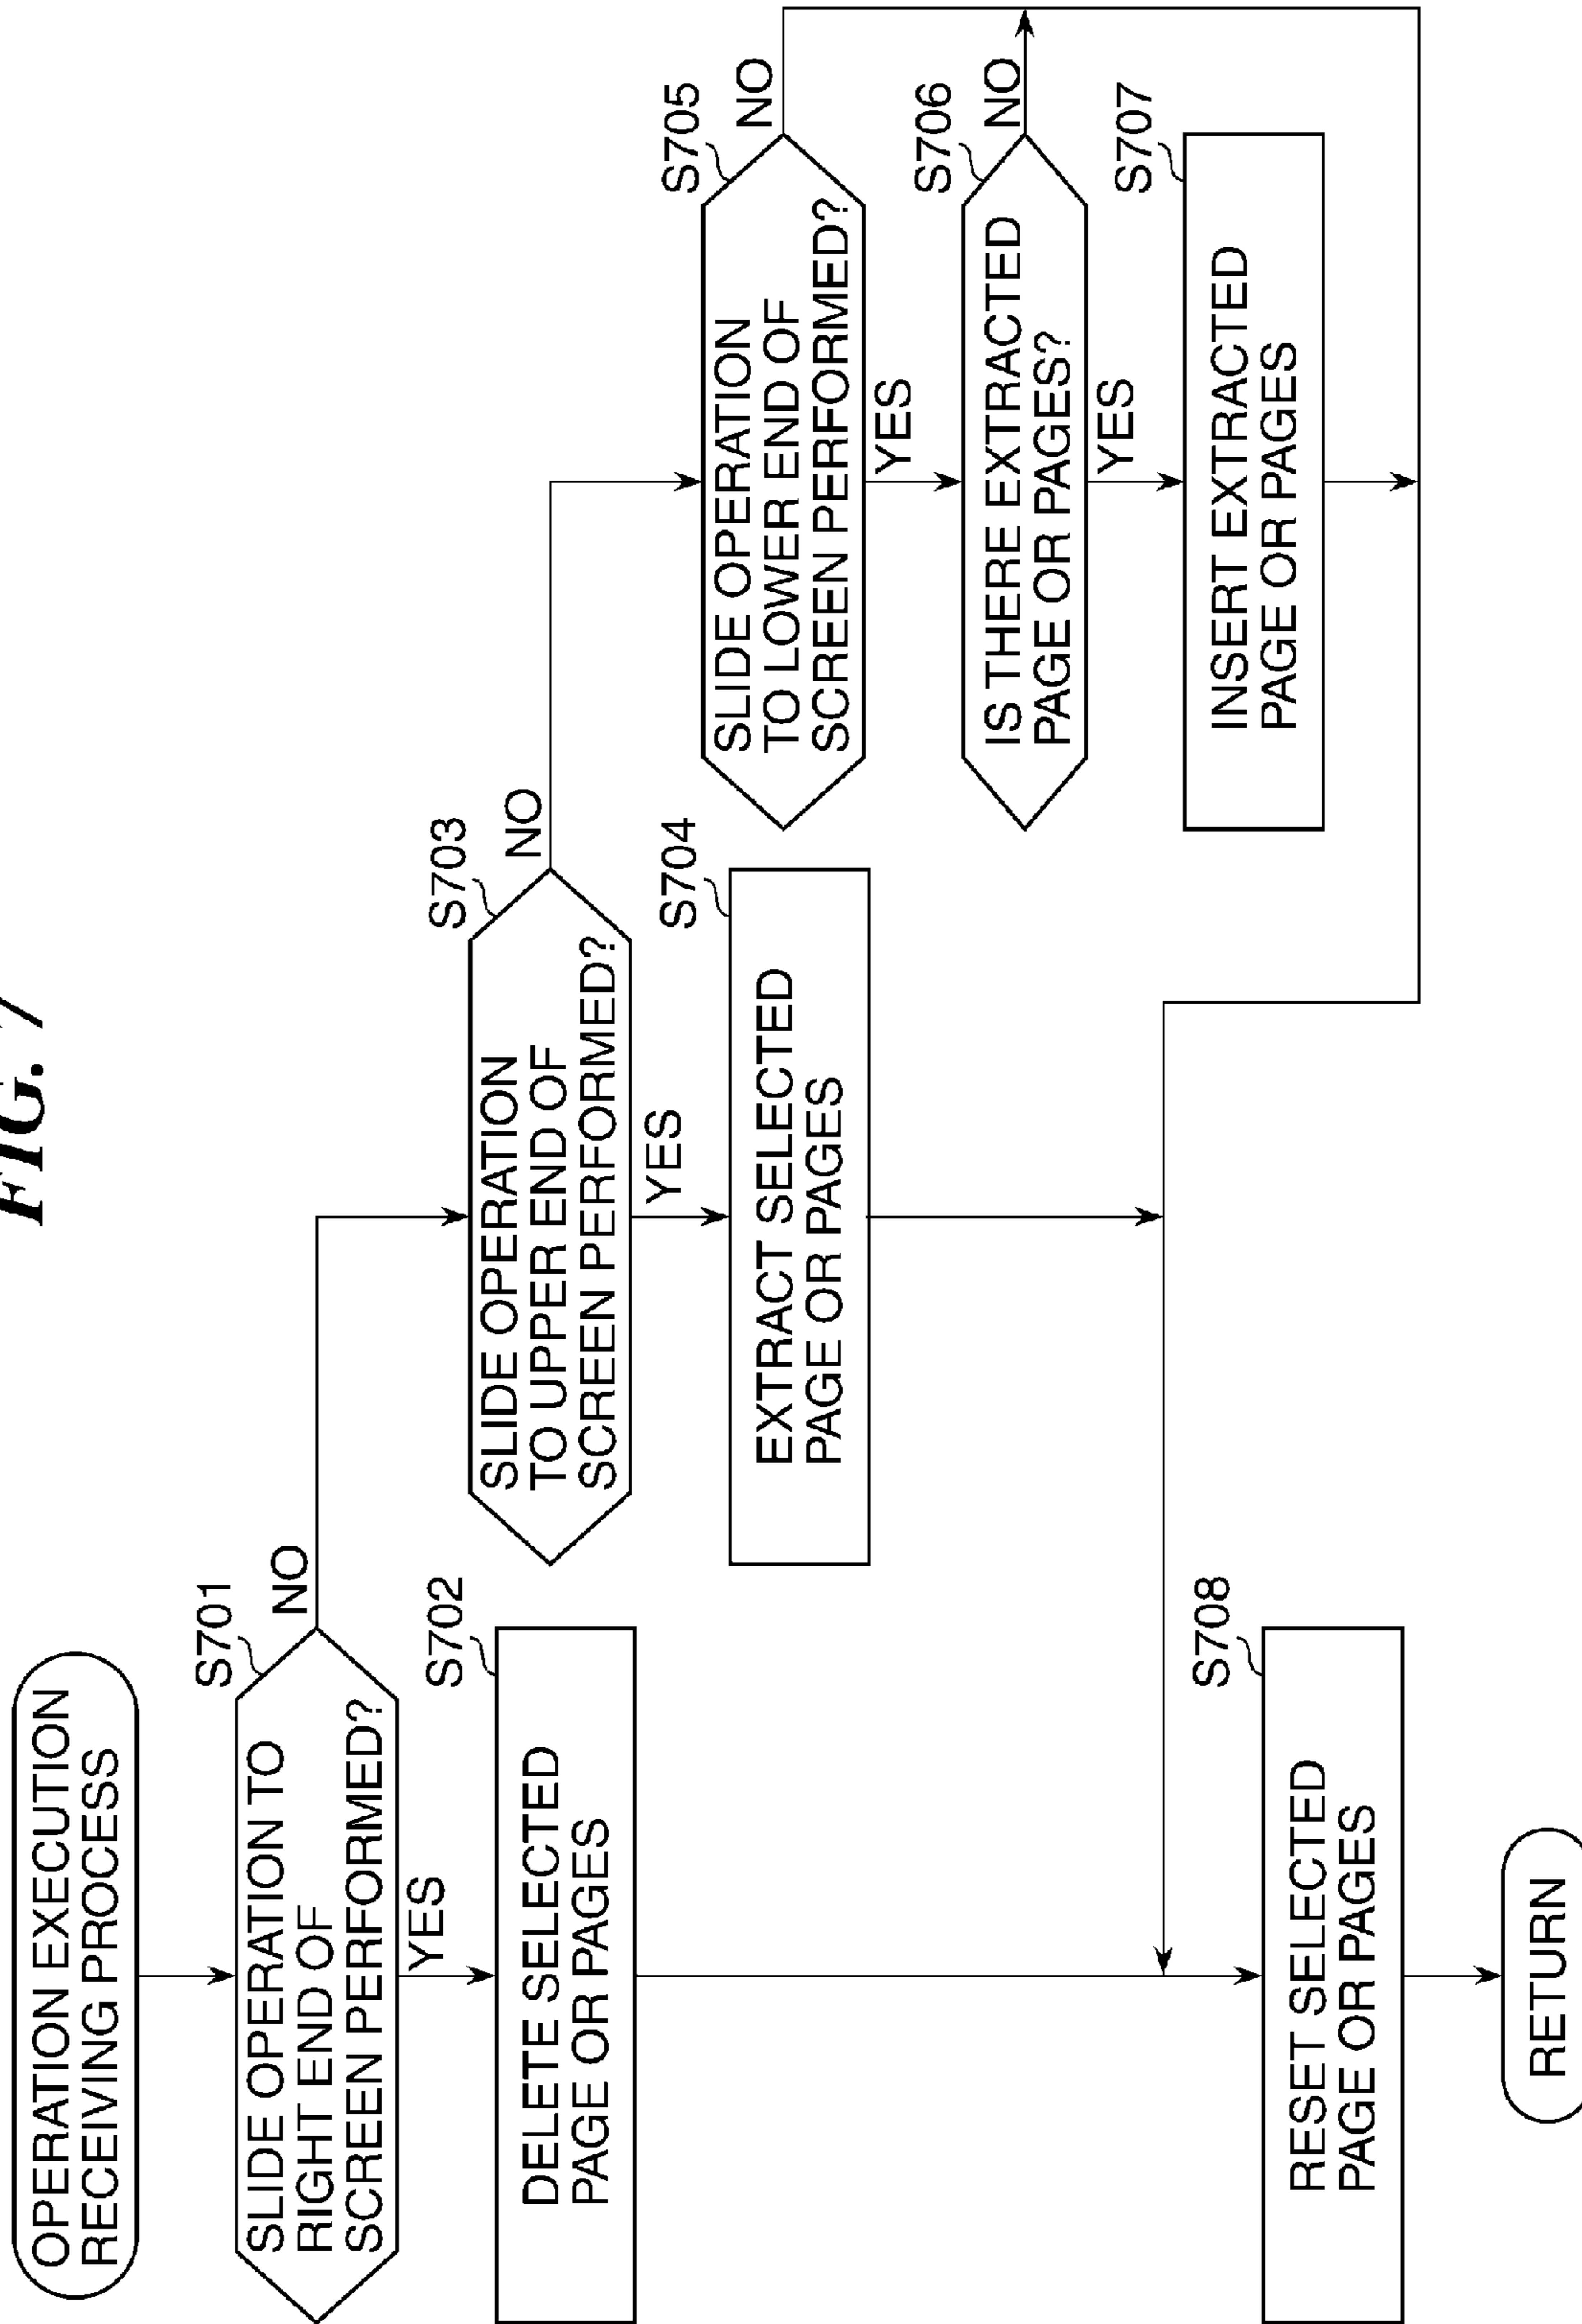 FIG. 7
OPERATION EXECUTION
RECEIVING PROCESS
S701
SLIDE OPERATION TO
RIGHT END OF
SCREEN PERFORMED?
NO
YES
S702
DELETE SELECTED
PAGE OR PAGES
S703
SLIDE OPERATION
TO UPPER END OF
SCREEN PERFORMED?
NO
YES
S704
EXTRACT SELECTED
PAGE OR PAGES
S705
SLIDE OPERATION
TO LOWER END OF
SCREEN PERFORMED?
NO
YES
S706
IS THERE EXTRACTED
PAGE OR PAGES?
NO
YES
S707
INSERT EXTRACTED
PAGE OR PAGES
S708
RESET SELECTED
PAGE OR PAGES
RETURN